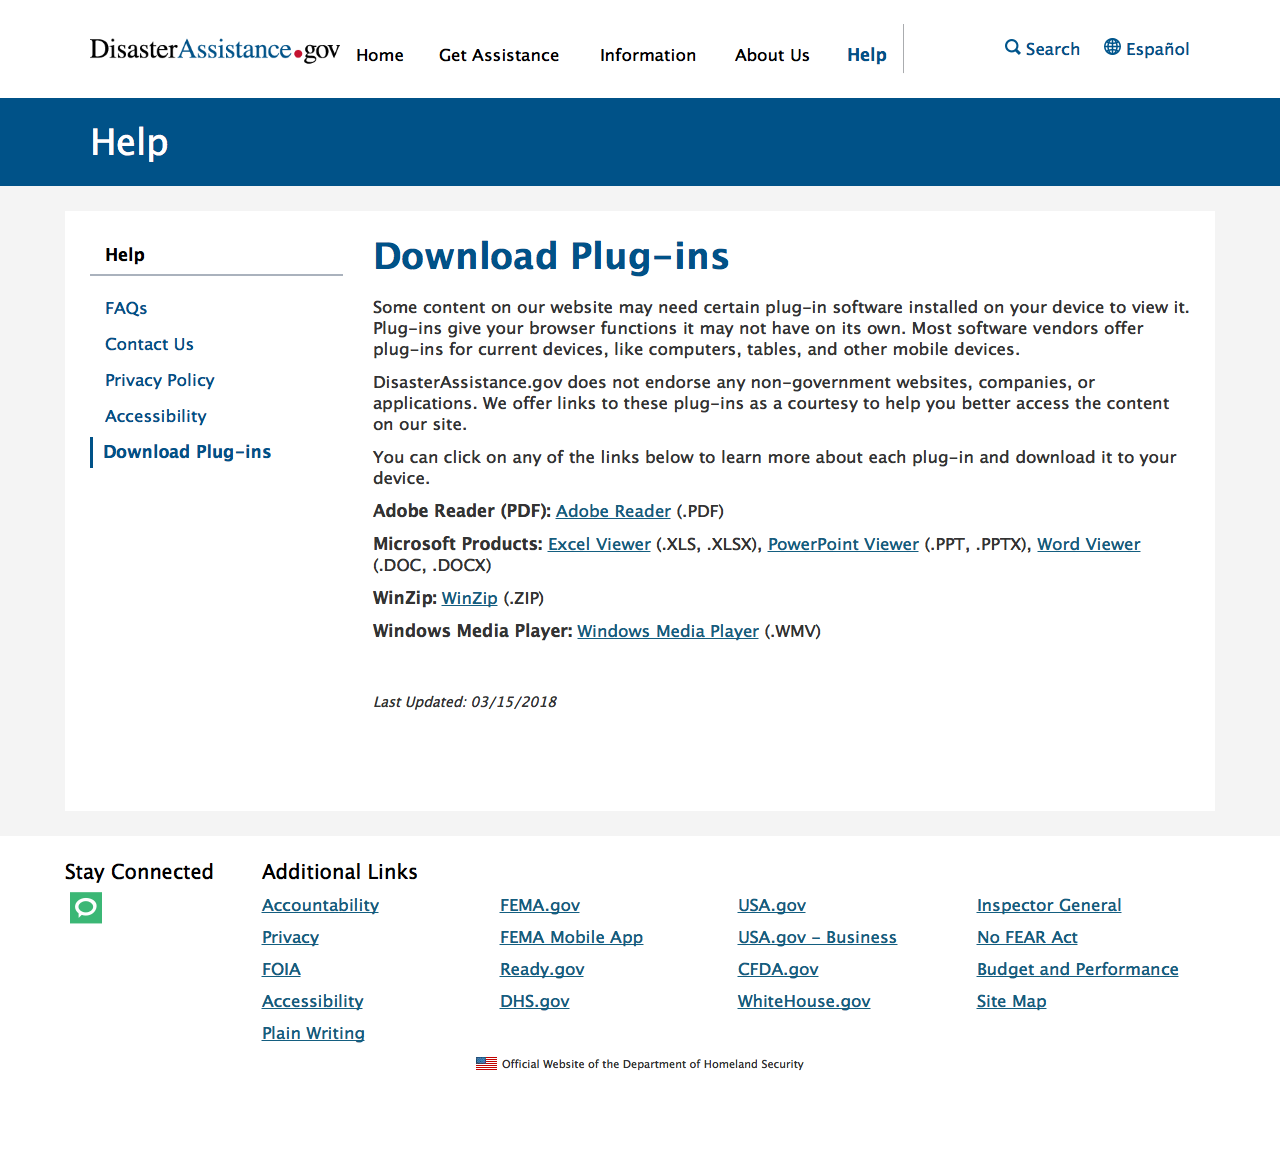 DisasterAssistance.gov Home Get Assistance Information About Us Help Search Español
Help
Help
FAQs
Contact Us
Privacy Policy
Accessibility
Download Plug-ins
Download Plug-ins
Some content on our website may need certain plug-in software installed on your device to view it.
Plug-ins give your browser functions it may not have on its own. Most software vendors offer
plug-ins for current devices, like computers, tables, and other mobile devices.
DisasterAssistance.gov does not endorse any non-government websites, companies, or
applications. We offer links to these plug-ins as a courtesy to help you better access the content
on our site.
You can click on any of the links below to learn more about each plug-in and download it to your
device.
Adobe Reader (PDF): Adobe Reader (.PDF)
Microsoft Products: Excel Viewer (.XLS, .XLSX), PowerPoint Viewer (.PPT, .PPTX), Word Viewer
(.DOC, .DOCX)
WinZip: WinZip (.ZIP)
Windows Media Player: Windows Media Player (.WMV)
Last Updated: 03/15/2018
Stay Connected
Additional Links
Accountability
Privacy
FOIA
Accessibility
Plain Writing
FEMA.gov
FEMA Mobile App
Ready.gov
DHS.gov
USA.gov
USA.gov - Business
CFDA.gov
WhiteHouse.gov
Inspector General
No FEAR Act
Budget and Performance
Site Map
Official Website of the Department of Homeland Security